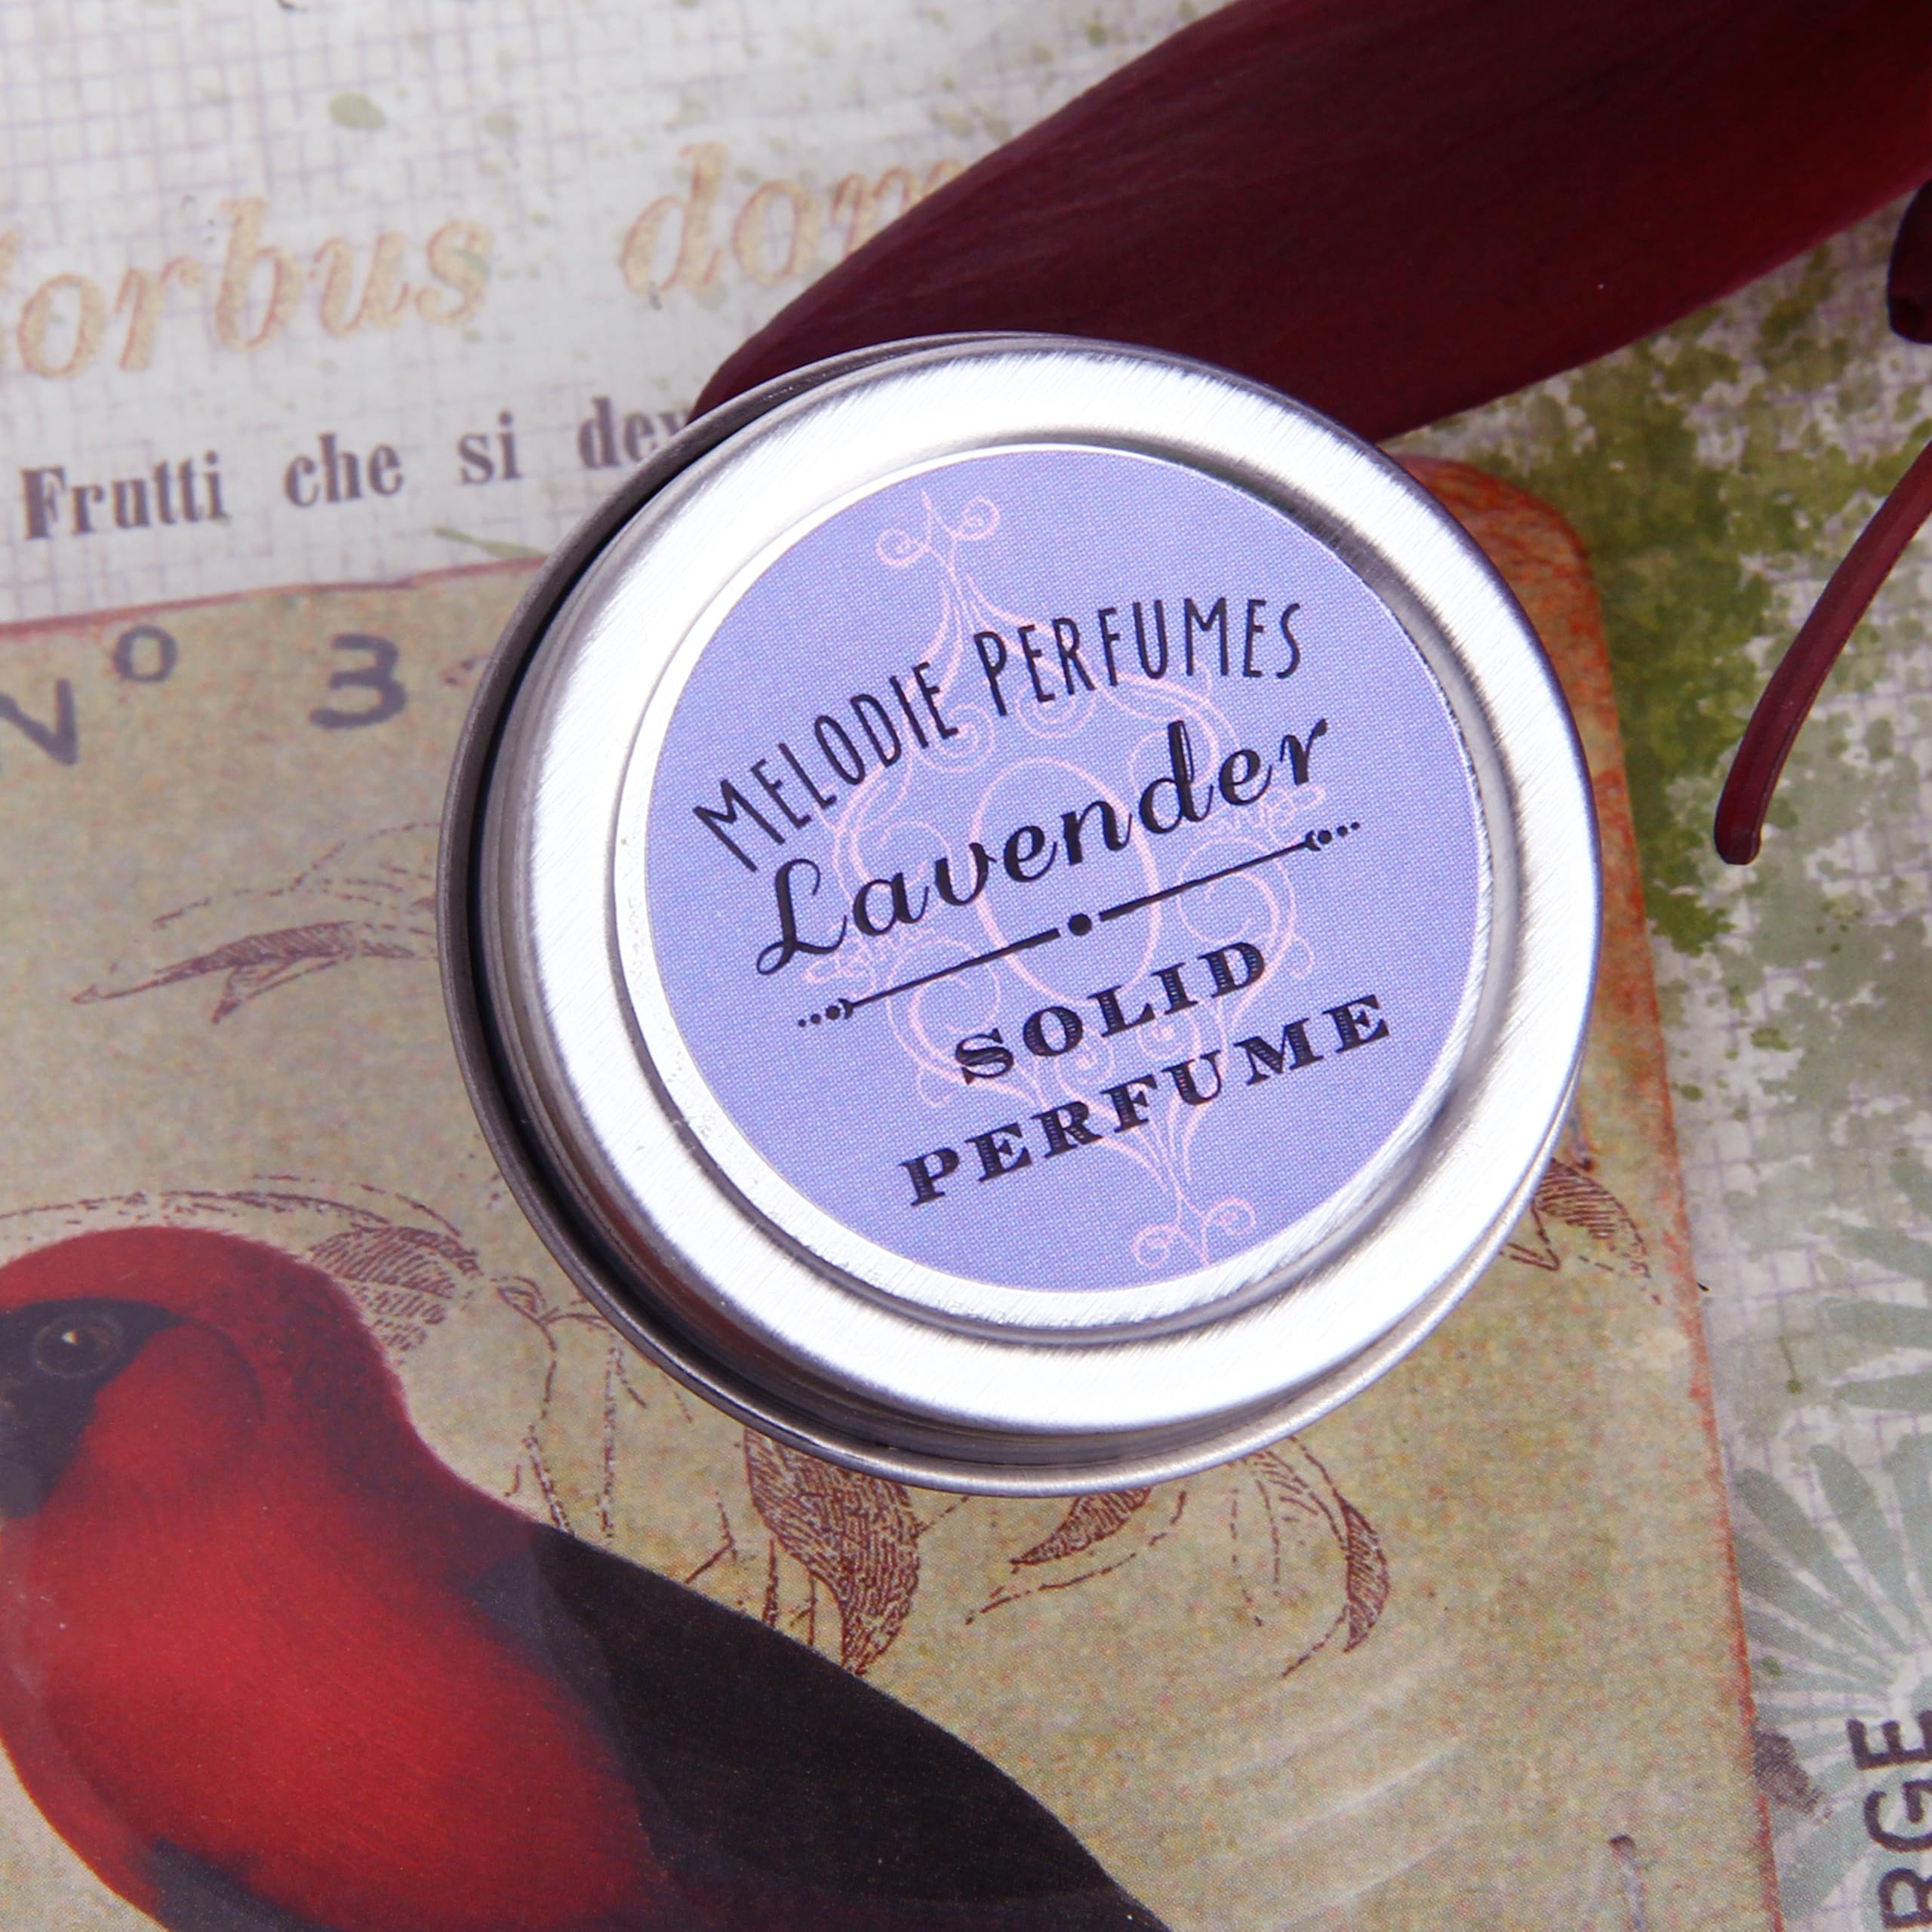 Frutti che si
N° 3
MELODIE PERFUMES
Lavender
SOLID
PERFUME